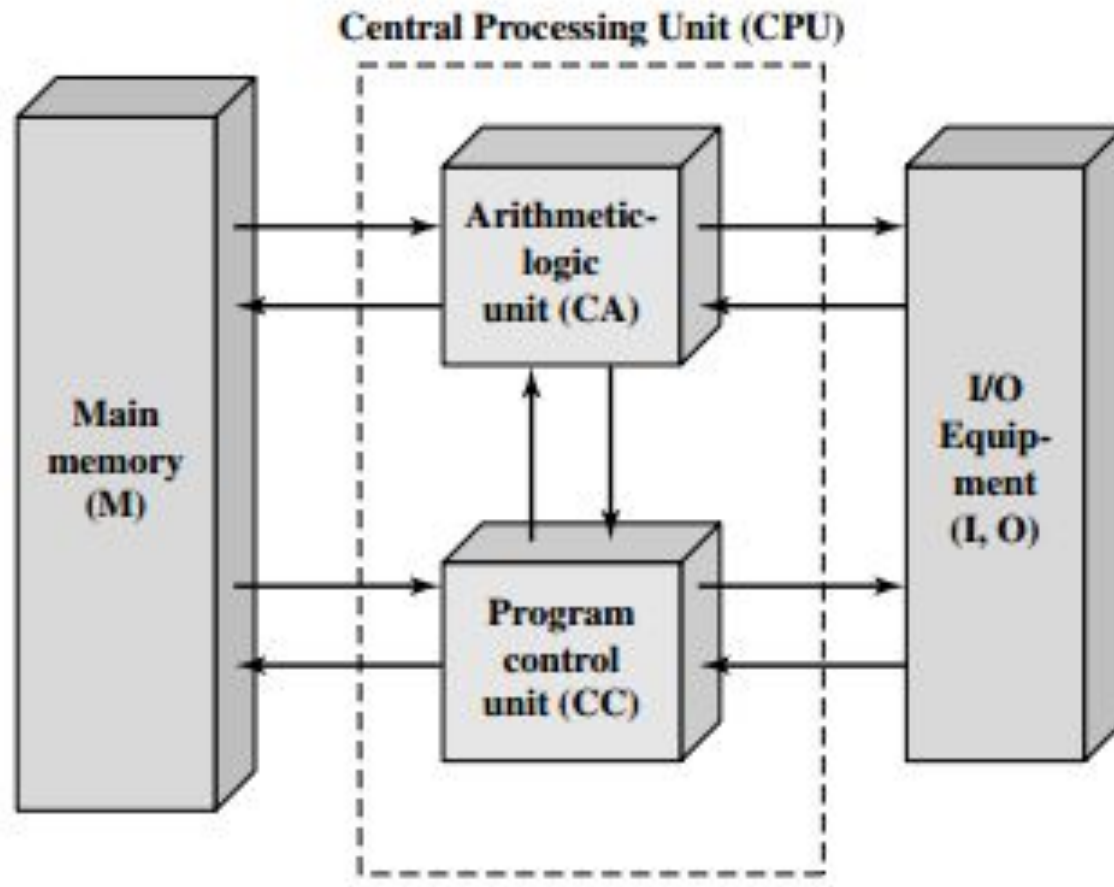 Central Processing Unit (CPU)
Arithmetic-
logic
unit (CA)
Main
memory
(M)
I/O
Equip-
ment
(I, O)
Program
control
unit (CC)